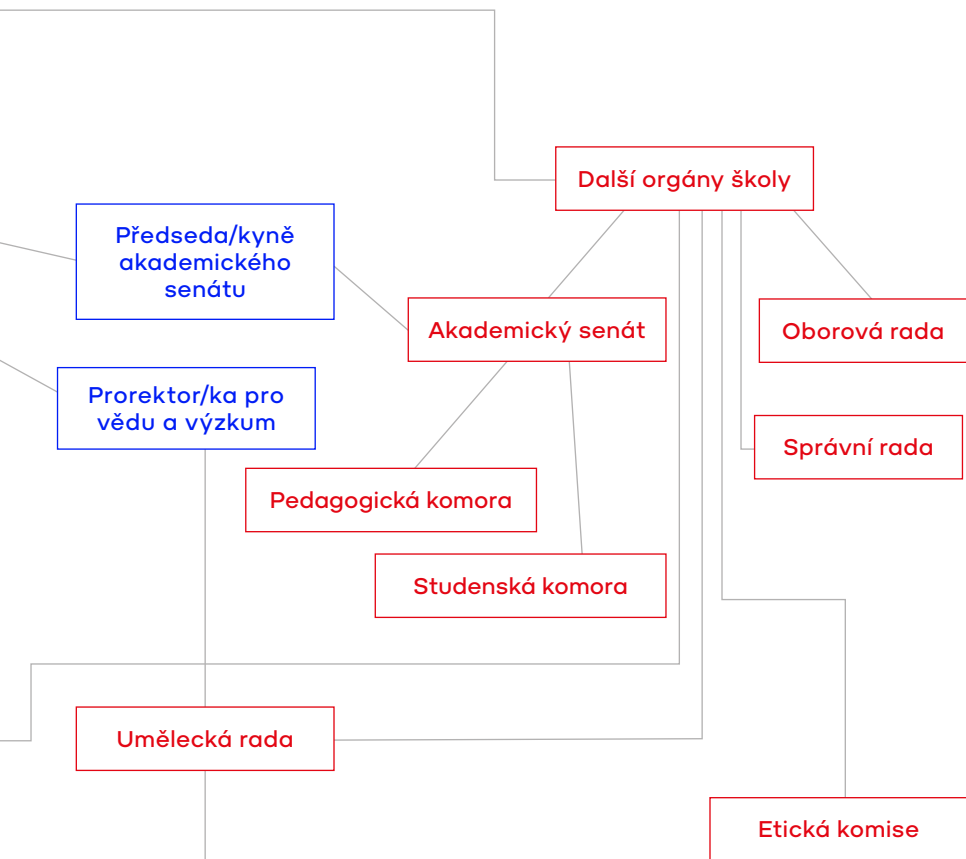 Další orgány školy
Předseda/kyně
akademického
senátu
Akademický senát
Oborová rada
Prorektor/ka pro
vědu a výzkum
Správní rada
Pedagogická komora
Studenská komora
Umělecká rada
Etická komise